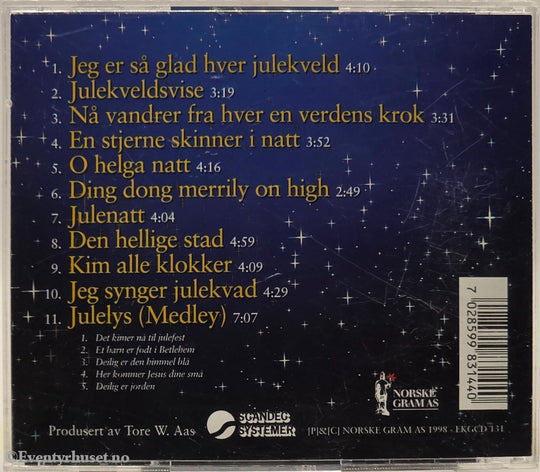 1. Jeg er så glad hver julekveld 4:10
2. Julekveldsvise 3:19
3. Nå vandrer fra hver en verdens krok 3:31
4. En stjerne skinner i natt 3:52
5. O helga natt 4:16
6. Ding dong merrily on high 2:49
7. Julenatt 4:04
8. Den hellige stad 4:59
9. Kim alle klokker 4:09
10. Jeg synger julekvad 4:29
11. Julelys (Medley) 7:07
1. Det kimer nå til julefest
2. Et barn er født i Betlehem
3. Deilig er den himmel blå
4. Her kommer Jesus dine små
5. Deilig er jorden
7 028599 831440
Produsert av Tore W. Aas
SCANDEC
SYSTEMER
NORSKE
GRAM AS
[P]&[C] NORSKE GRAM AS 1998 - EKGCD 131
© Eventyrhuset.no